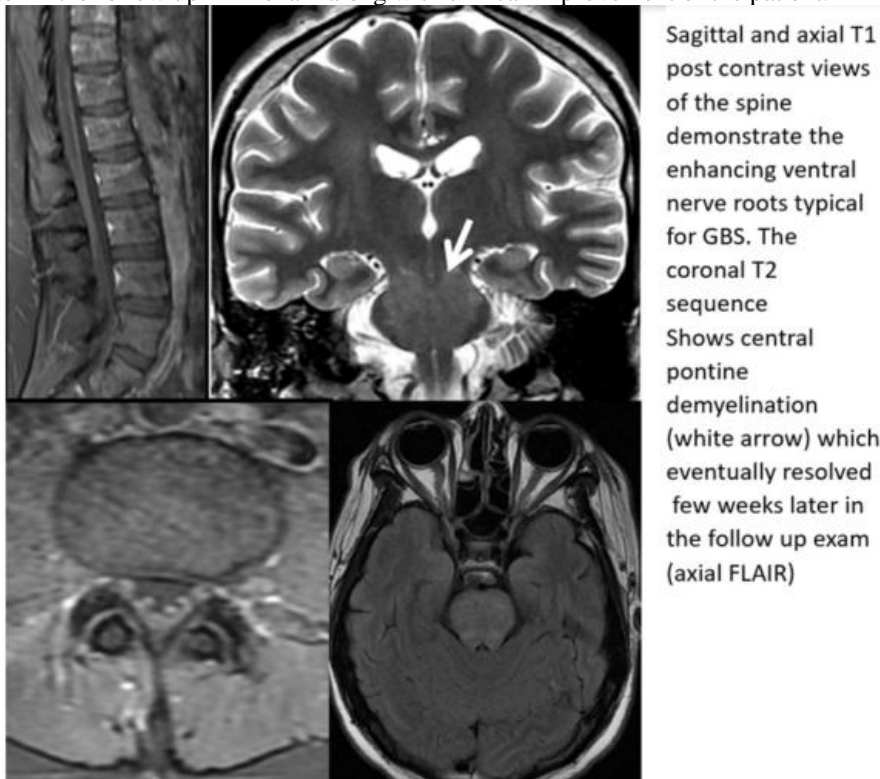 Sagittal and axial T1
post contrast views
of the spine
demonstrate the
enhancing ventral
nerve roots typical
for GBS. The
coronal T2
sequence
Shows central
pontine
demyelination
(white arrow) which
eventually resolved
few weeks later in
the follow up exam
(axial FLAIR)